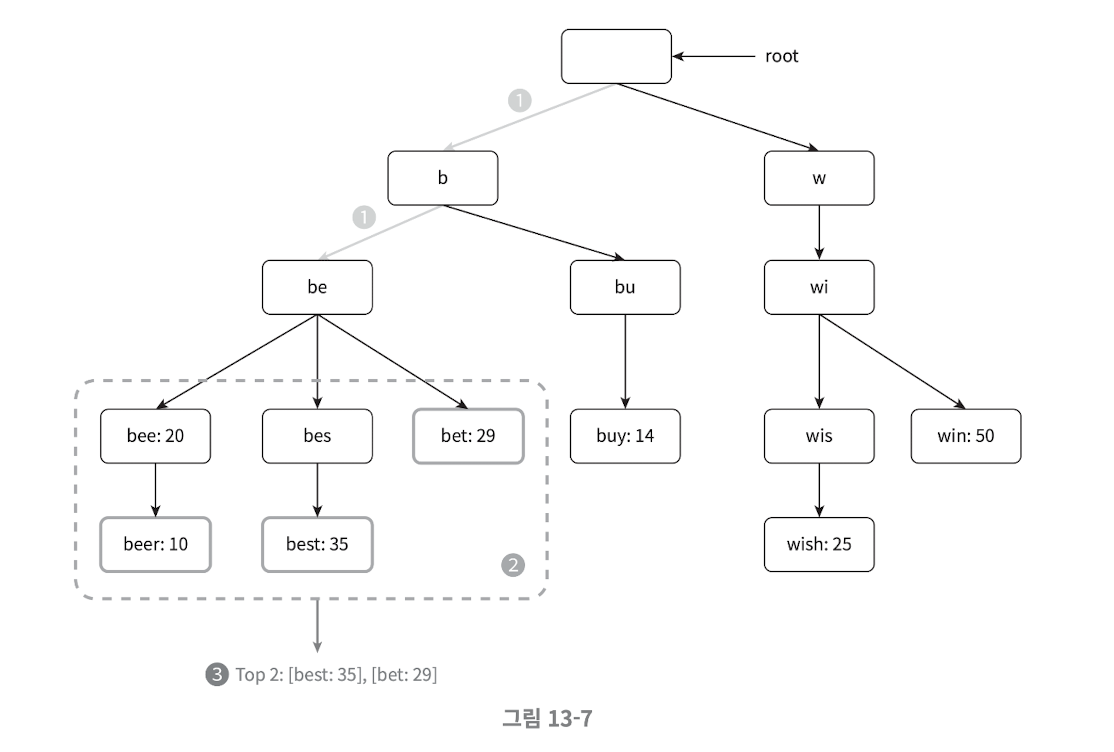 root
1
b
w
1
be
bu
wi
bee: 20
bes
bet: 29
buy: 14
wis
win: 50
beer: 10
best: 35
wish: 25
2
3 Top 2: [best: 35], [bet: 29]
그림 13-7